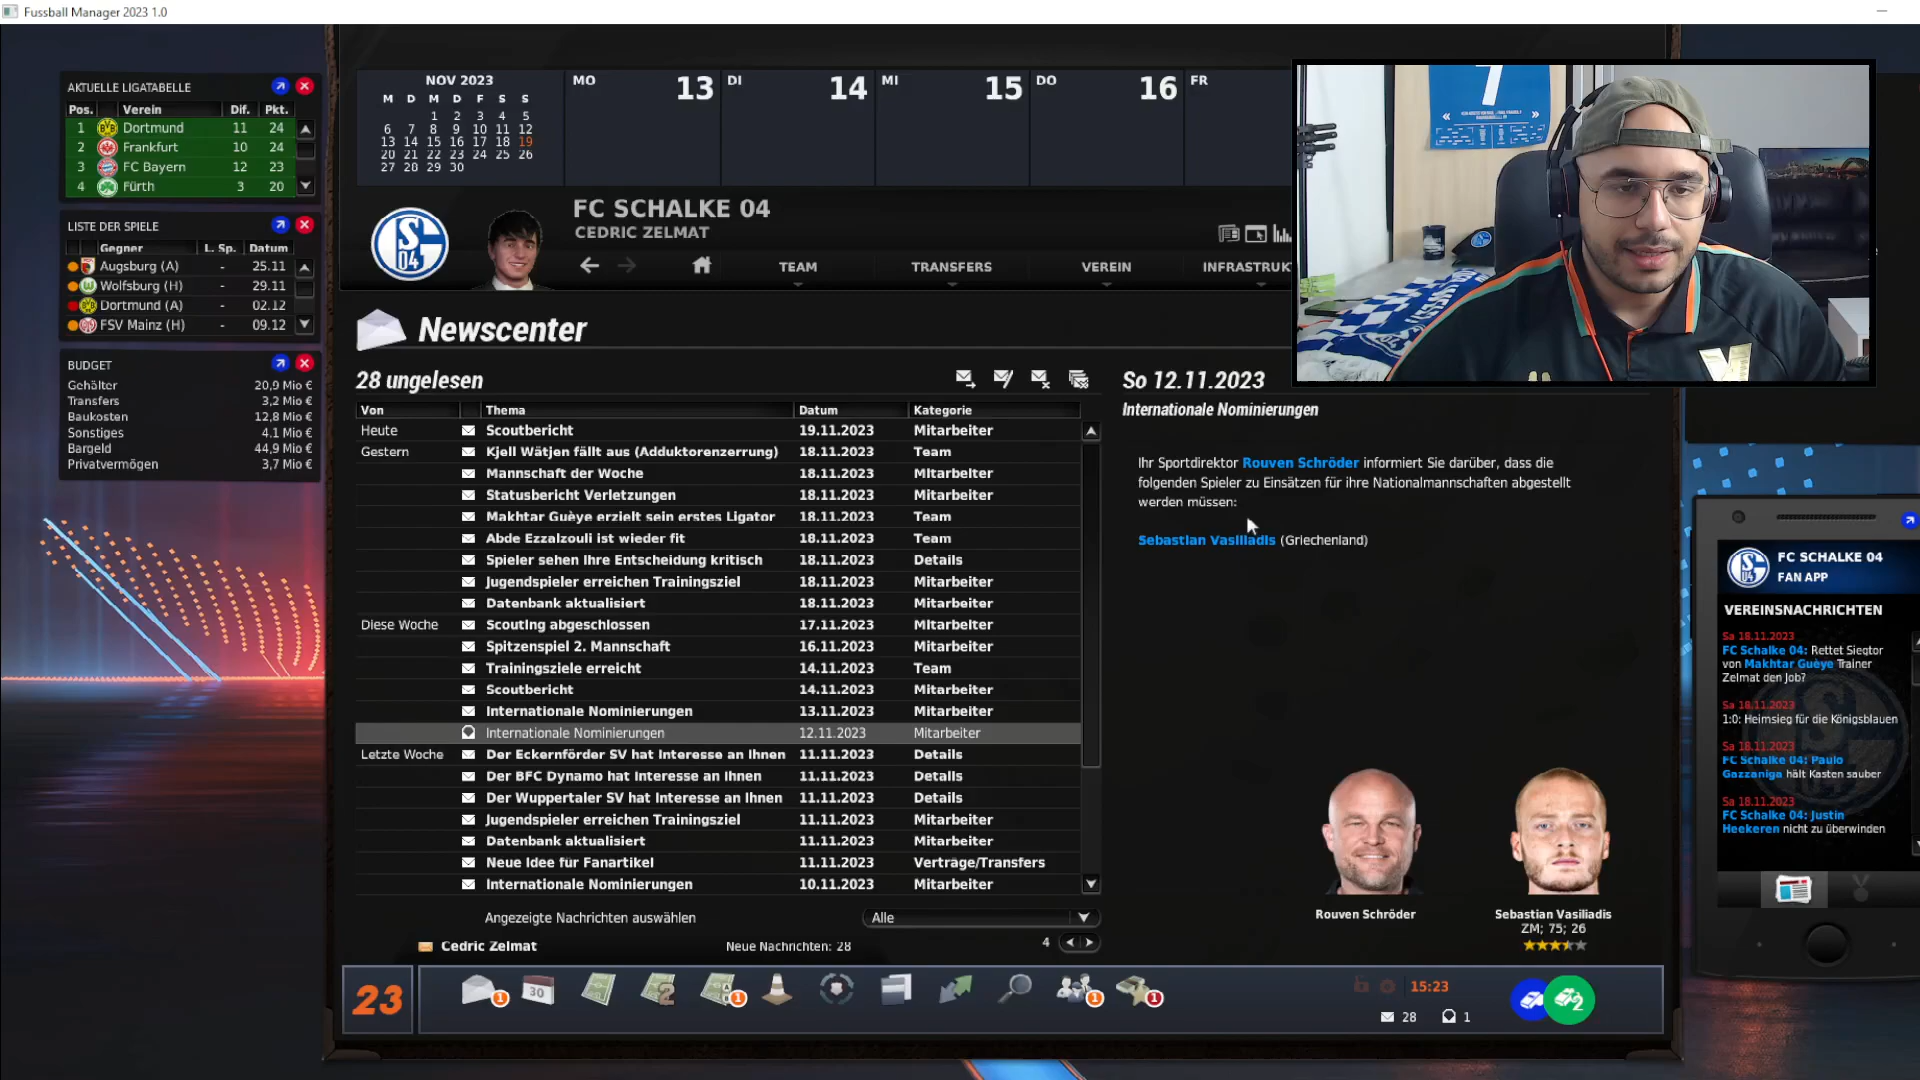 Fussball Manager 2023 1.0
AKTUELLE LIGATABELLE
Pos. Verein Dif. Pkt.
1 Dortmund 11 24
2 Frankfurt 10 24
3 FC Bayern 12 23
4 Fürth 3 20
LISTE DER SPIELE
Gegner L. Sp. Datum
Augsburg (A) - 25.11
Wolfsburg (H) - 29.11
Dortmund (A) - 02.12
FSV Mainz (H) - 09.12
BUDGET
Gehälter 20,9 Mio €
Transfers 3,2 Mio €
Baukosten 12,8 Mio €
Sonstiges 4.1 Mio €
Bargeld 44,9 Mio €
Privatvermögen 3,7 Mio €
NOV 2023
M D M D F S S
1 2 3 4 5
6 7 8 9 10 11 12
13 14 15 16 17 18 19
20 21 22 23 24 25 26
27 28 29 30
MO 13 DI 14 MI 15 DO 16 FR
FC SCHALKE 04
CEDRIC ZELMAT
TEAM TRANSFERS VEREIN INFRASTRUK
7
Newscenter
28 ungelesen
Von Thema Datum Kategorie
Heute Scoutbericht 19.11.2023 Mitarbeiter
Gestern Kjell Wätjen fällt aus (Adduktorenzerrung) 18.11.2023 Team
Mannschaft der Woche 18.11.2023 Mitarbeiter
Statusbericht Verletzungen 18.11.2023 Mitarbeiter
Makhtar Guèye erzielt sein erstes Ligator 18.11.2023 Team
Abde Ezzalzouli ist wieder fit 18.11.2023 Team
Spieler sehen Ihre Entscheidung kritisch 18.11.2023 Details
Jugendspieler erreichen Trainingsziel 18.11.2023 Mitarbeiter
Datenbank aktualisiert 18.11.2023 Mitarbeiter
Diese Woche Scouting abgeschlossen 17.11.2023 Mitarbeiter
Spitzenspiel 2. Mannschaft 16.11.2023 Mitarbeiter
Trainingsziele erreicht 14.11.2023 Team
Scoutbericht 14.11.2023 Mitarbeiter
Internationale Nominierungen 13.11.2023 Mitarbeiter
Internationale Nominierungen 12.11.2023 Mitarbeiter
Letzte Woche Der Eckernförder SV hat Interesse an Ihnen 11.11.2023 Details
Der BFC Dynamo hat Interesse an Ihnen 11.11.2023 Details
Der Wuppertaler SV hat Interesse an Ihnen 11.11.2023 Details
Jugendspieler erreichen Trainingsziel 11.11.2023 Mitarbeiter
Datenbank aktualisiert 11.11.2023 Mitarbeiter
Neue Idee für Fanartikel 11.11.2023 Verträge/Transfers
Internationale Nominierungen 10.11.2023 Mitarbeiter
Angezeigte Nachrichten auswählen Alle
Cedric Zelmat Neue Nachrichten: 28 4
So 12.11.2023
Internationale Nominierungen
Ihr Sportdirektor Rouven Schröder informiert Sie darüber, dass die
folgenden Spieler zu Einsätzen für ihre Nationalmannschaften abgestellt
werden müssen:
Sebastian Vasiliadis (Griechenland)
Rouven Schröder
Sebastian Vasiliadis
ZM; 75; 26
FC SCHALKE 04
FAN APP
VEREINSNACHRICHTEN
Sa 18.11.2023
FC Schalke 04: Rettet Siegtor
von Makhtar Guèye Trainer
Zelmat den Job?
Sa 18.11.2023
1:0: Heimsieg für die Königsblauen
Sa 18.11.2023
FC Schalke 04: Paulo
Gazzaniga hält Kasten sauber
Sa 18.11.2023
FC Schalke 04: Justin
Heekeren nicht zu überwinden
23 1 30 2 1 1 1
15:23
28 1
2